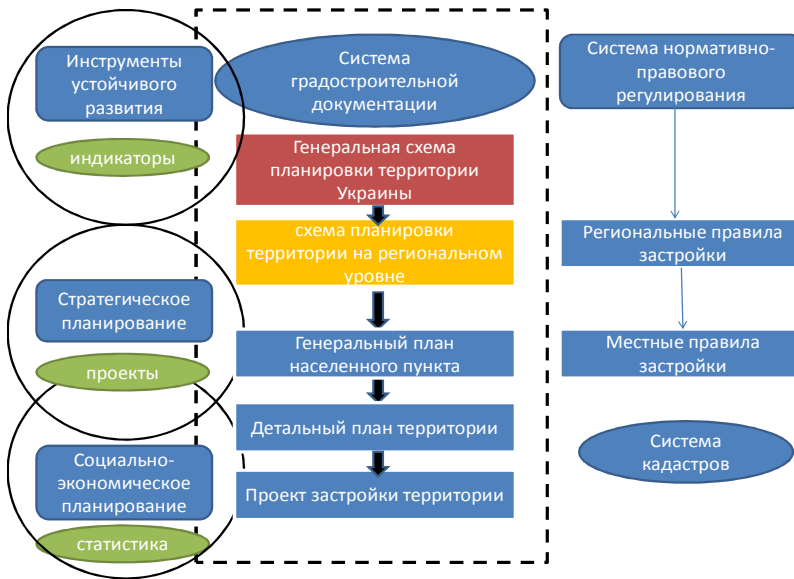 Инструменты
устойчивого
развития
индикаторы
Стратегическое
планирование
проекты
Социально-
экономическое
планирование
статистика
Система
градостроительной
документации
Генеральная схема
планировки территории
Украины
схема планировки
территории на региональном
уровне
Генеральный план
населенного пункта
Детальный план территории
Проект застройки территории
Система нормативно-
правового
регулирования
Региональные правила
застройки
Местные правила
застройки
Система
кадастров